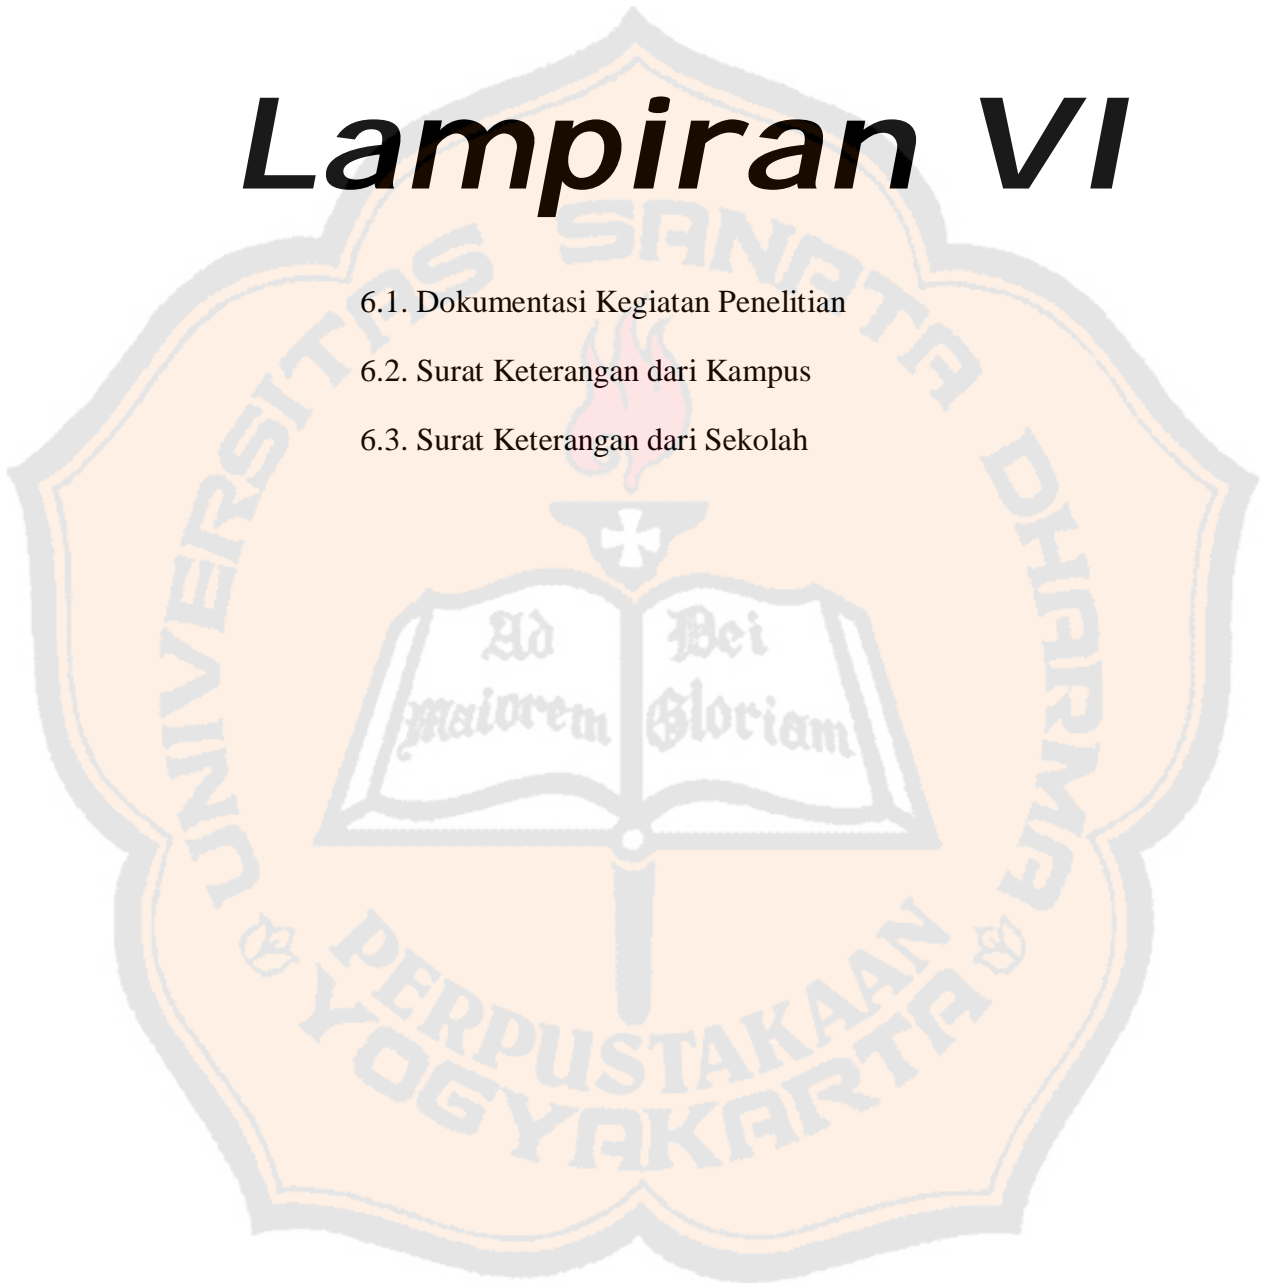 Lampiran VI
UNIVERSITAS SANATA DHARMA
6.1. Dokumentasi Kegiatan Penelitian
6.2. Surat Keterangan dari Kampus
6.3. Surat Keterangan dari Sekolah
Ad
maiorem
Dei
Gloriam
PERPUSTAKAAN
YOGYAKARTA